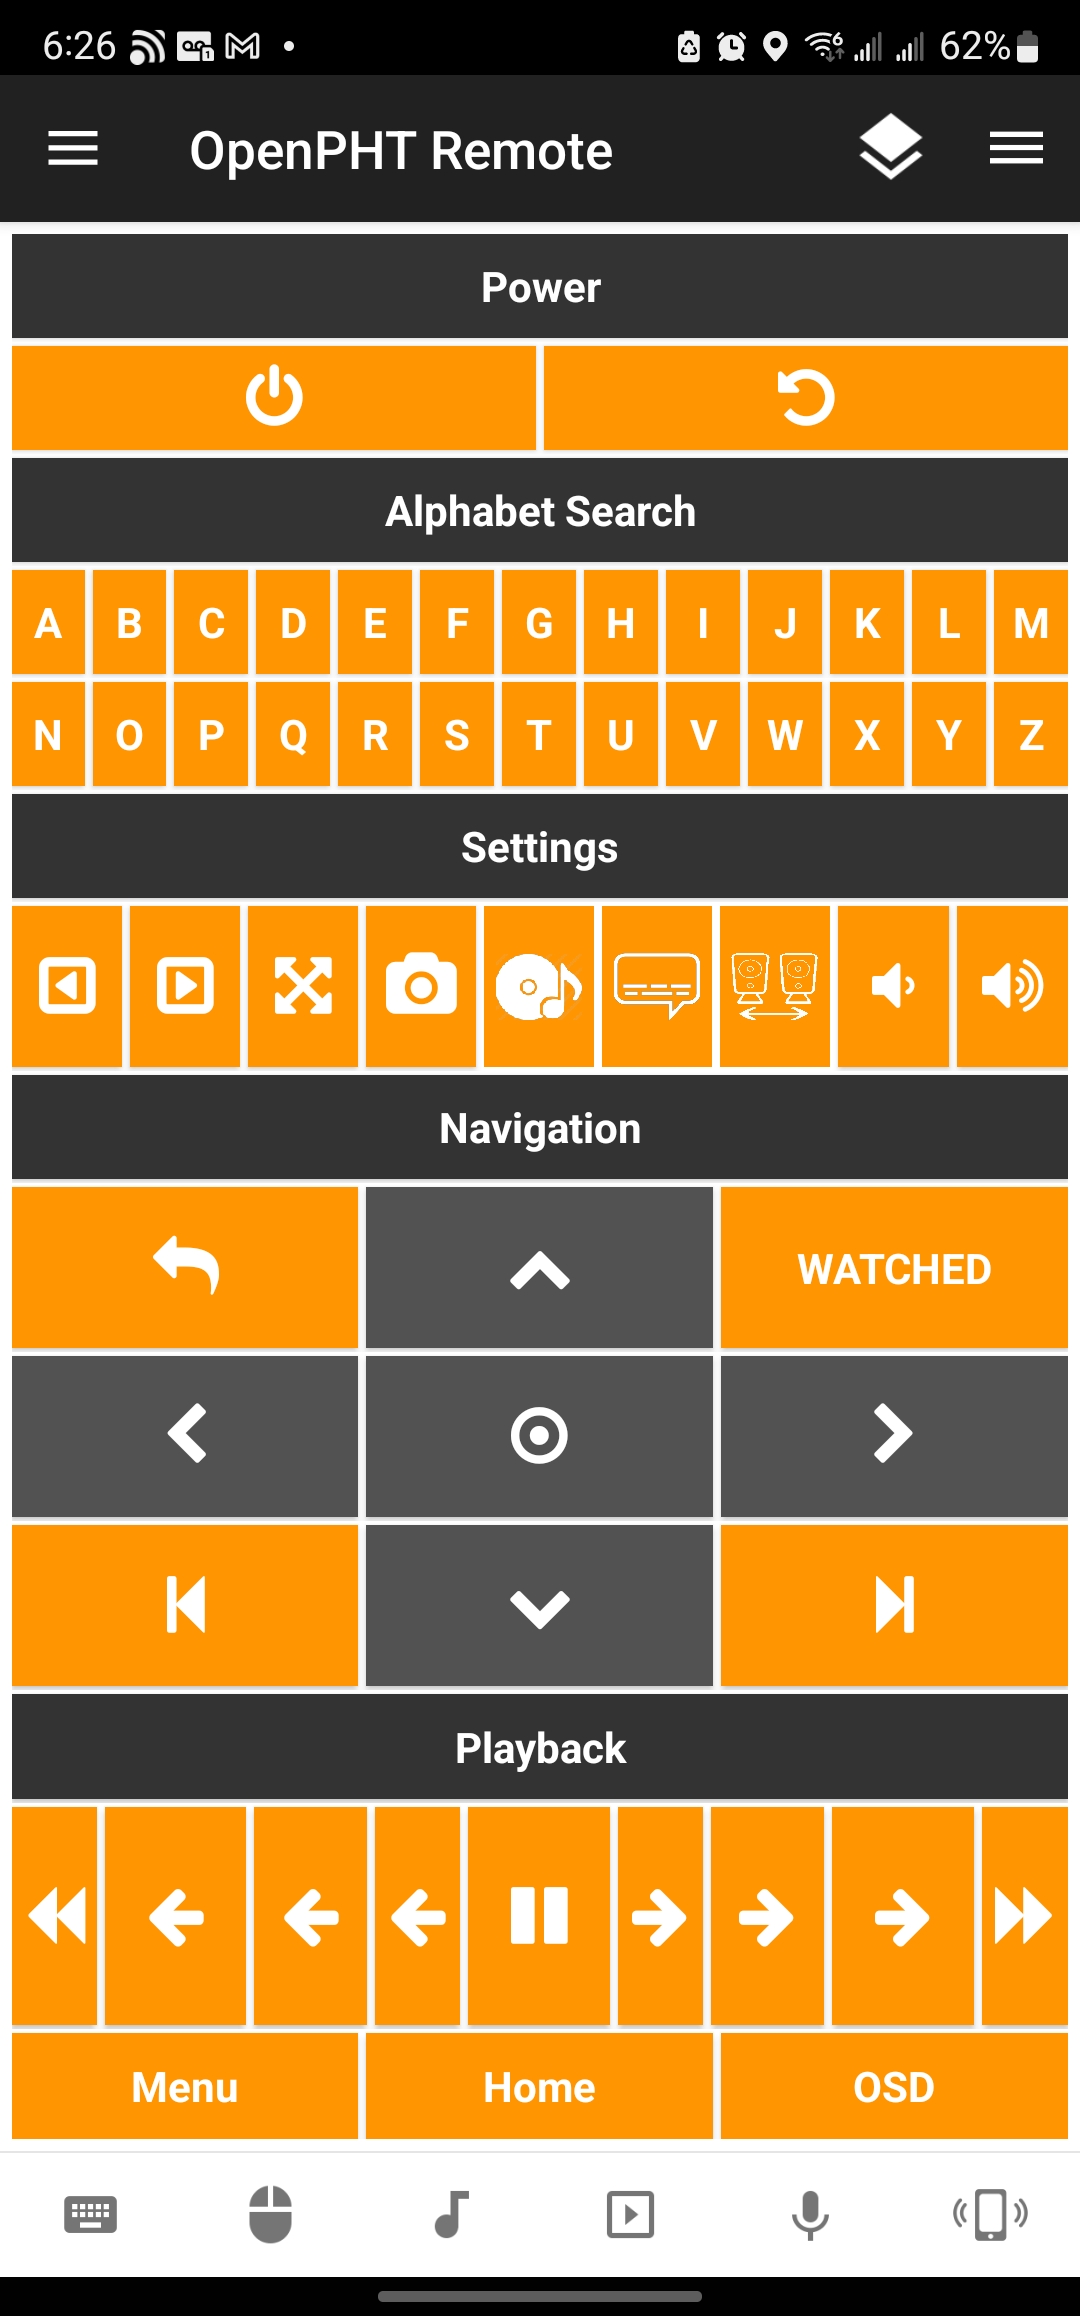 6:26
62%
OpenPHT Remote
Power
Alphabet Search
A B C D E F G H I J K L M
N O P Q R S T U V W X Y Z
Settings
Navigation
WATCHED
Playback
Menu Home OSD